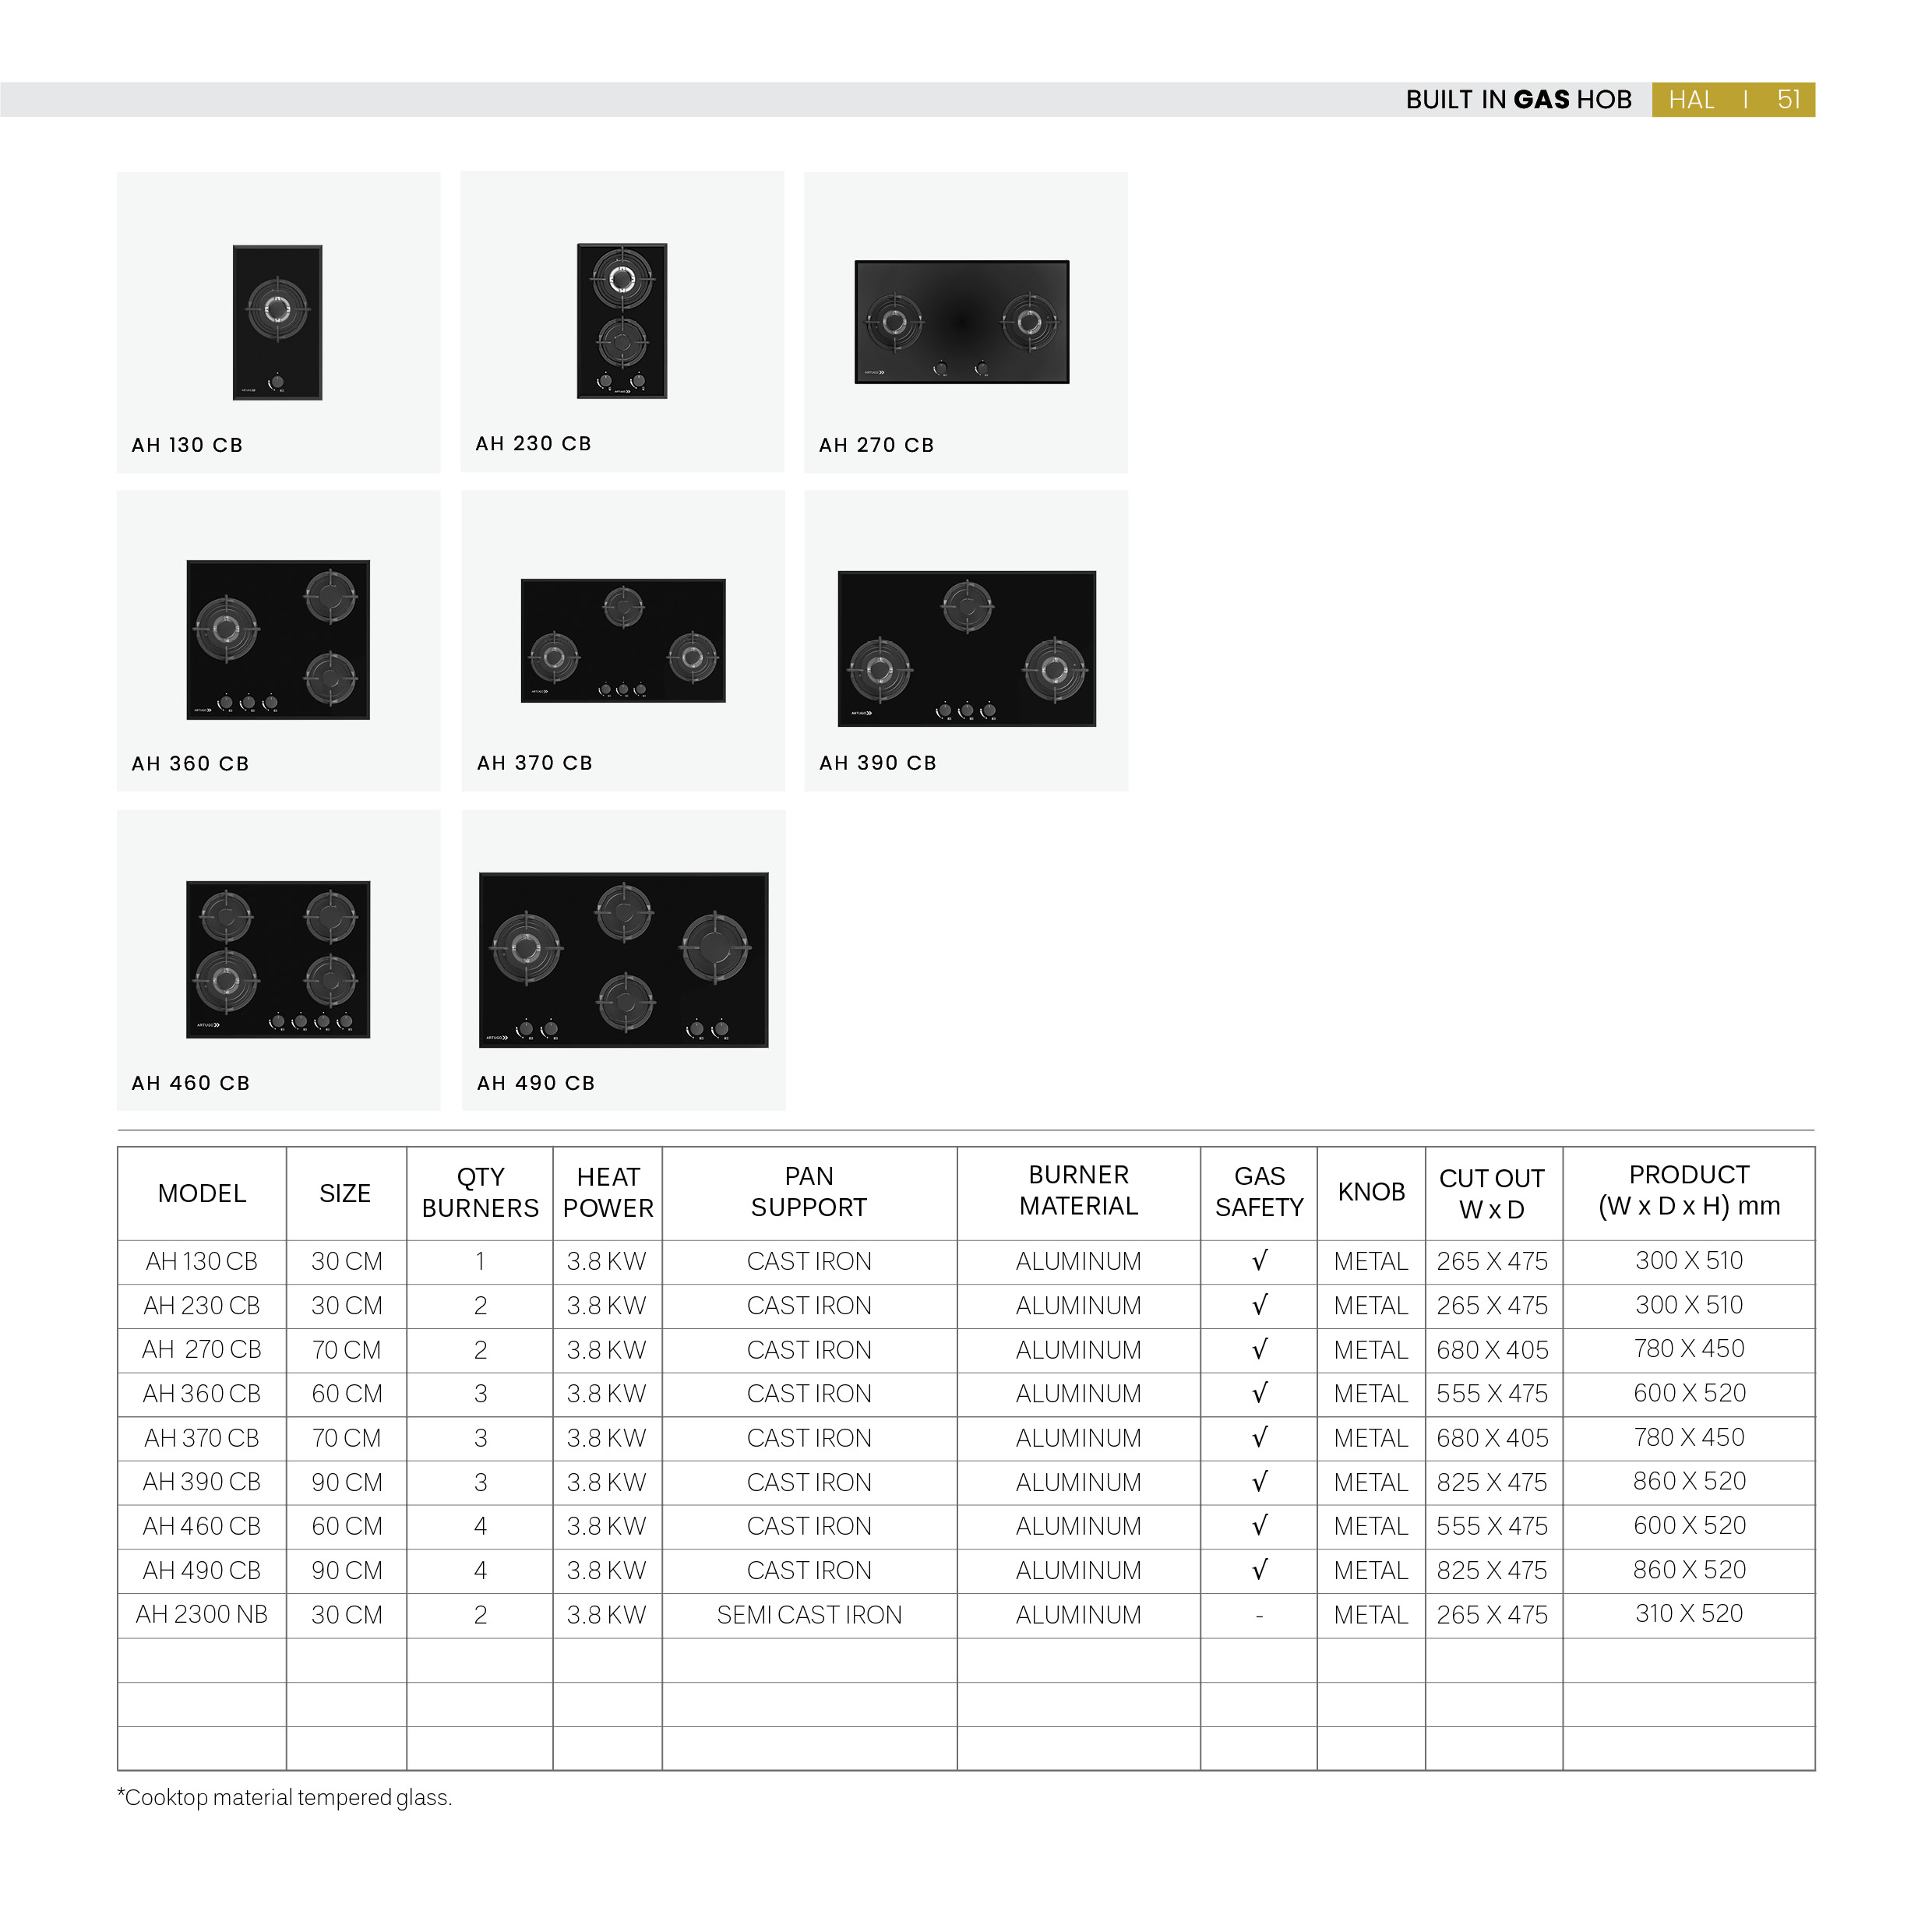 BUILT IN GAS HOB HAL | 51
ARTUGO
ARTUGO
ARTUGO
AH 130 CB
AH 230 CB
AH 270 CB
ARTUGO
ARTUGO
ARTUGO
AH 360 CB
AH 370 CB
AH 390 CB
ARTUGO
ARTUGO
AH 460 CB
AH 490 CB
MODEL SIZE QTY BURNERS HEAT POWER PAN SUPPORT BURNER MATERIAL GAS SAFETY KNOB CUT OUT W x D PRODUCT (W x D x H) mm
AH 130 CB 30 CM 1 3.8 KW CAST IRON ALUMINUM √ METAL 265 X 475 300 X 510
AH 230 CB 30 CM 2 3.8 KW CAST IRON ALUMINUM √ METAL 265 X 475 300 X 510
AH 270 CB 70 CM 2 3.8 KW CAST IRON ALUMINUM √ METAL 680 X 405 780 X 450
AH 360 CB 60 CM 3 3.8 KW CAST IRON ALUMINUM √ METAL 555 X 475 600 X 520
AH 370 CB 70 CM 3 3.8 KW CAST IRON ALUMINUM √ METAL 680 X 405 780 X 450
AH 390 CB 90 CM 3 3.8 KW CAST IRON ALUMINUM √ METAL 825 X 475 860 X 520
AH 460 CB 60 CM 4 3.8 KW CAST IRON ALUMINUM √ METAL 555 X 475 600 X 520
AH 490 CB 90 CM 4 3.8 KW CAST IRON ALUMINUM √ METAL 825 X 475 860 X 520
AH 2300 NB 30 CM 2 3.8 KW SEMI CAST IRON ALUMINUM - METAL 265 X 475 310 X 520
*Cooktop material tempered glass.